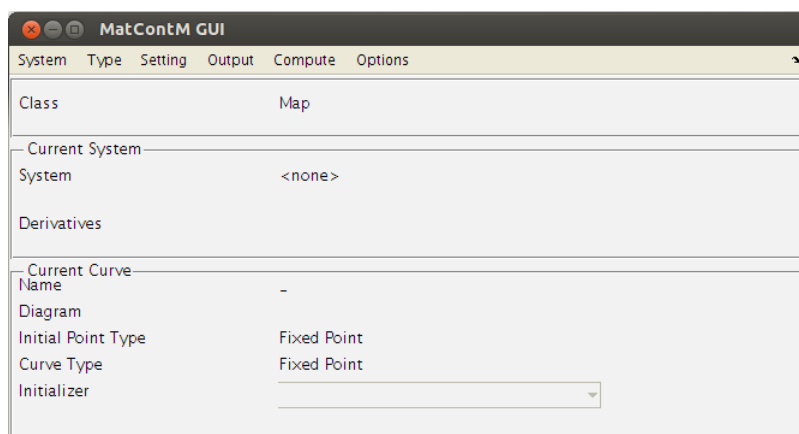 MatContM GUI
System Type Setting Output Compute Options
Class Map
Current System
System <none>
Derivatives
Current Curve
Name _
Diagram
Initial Point Type Fixed Point
Curve Type Fixed Point
Initializer